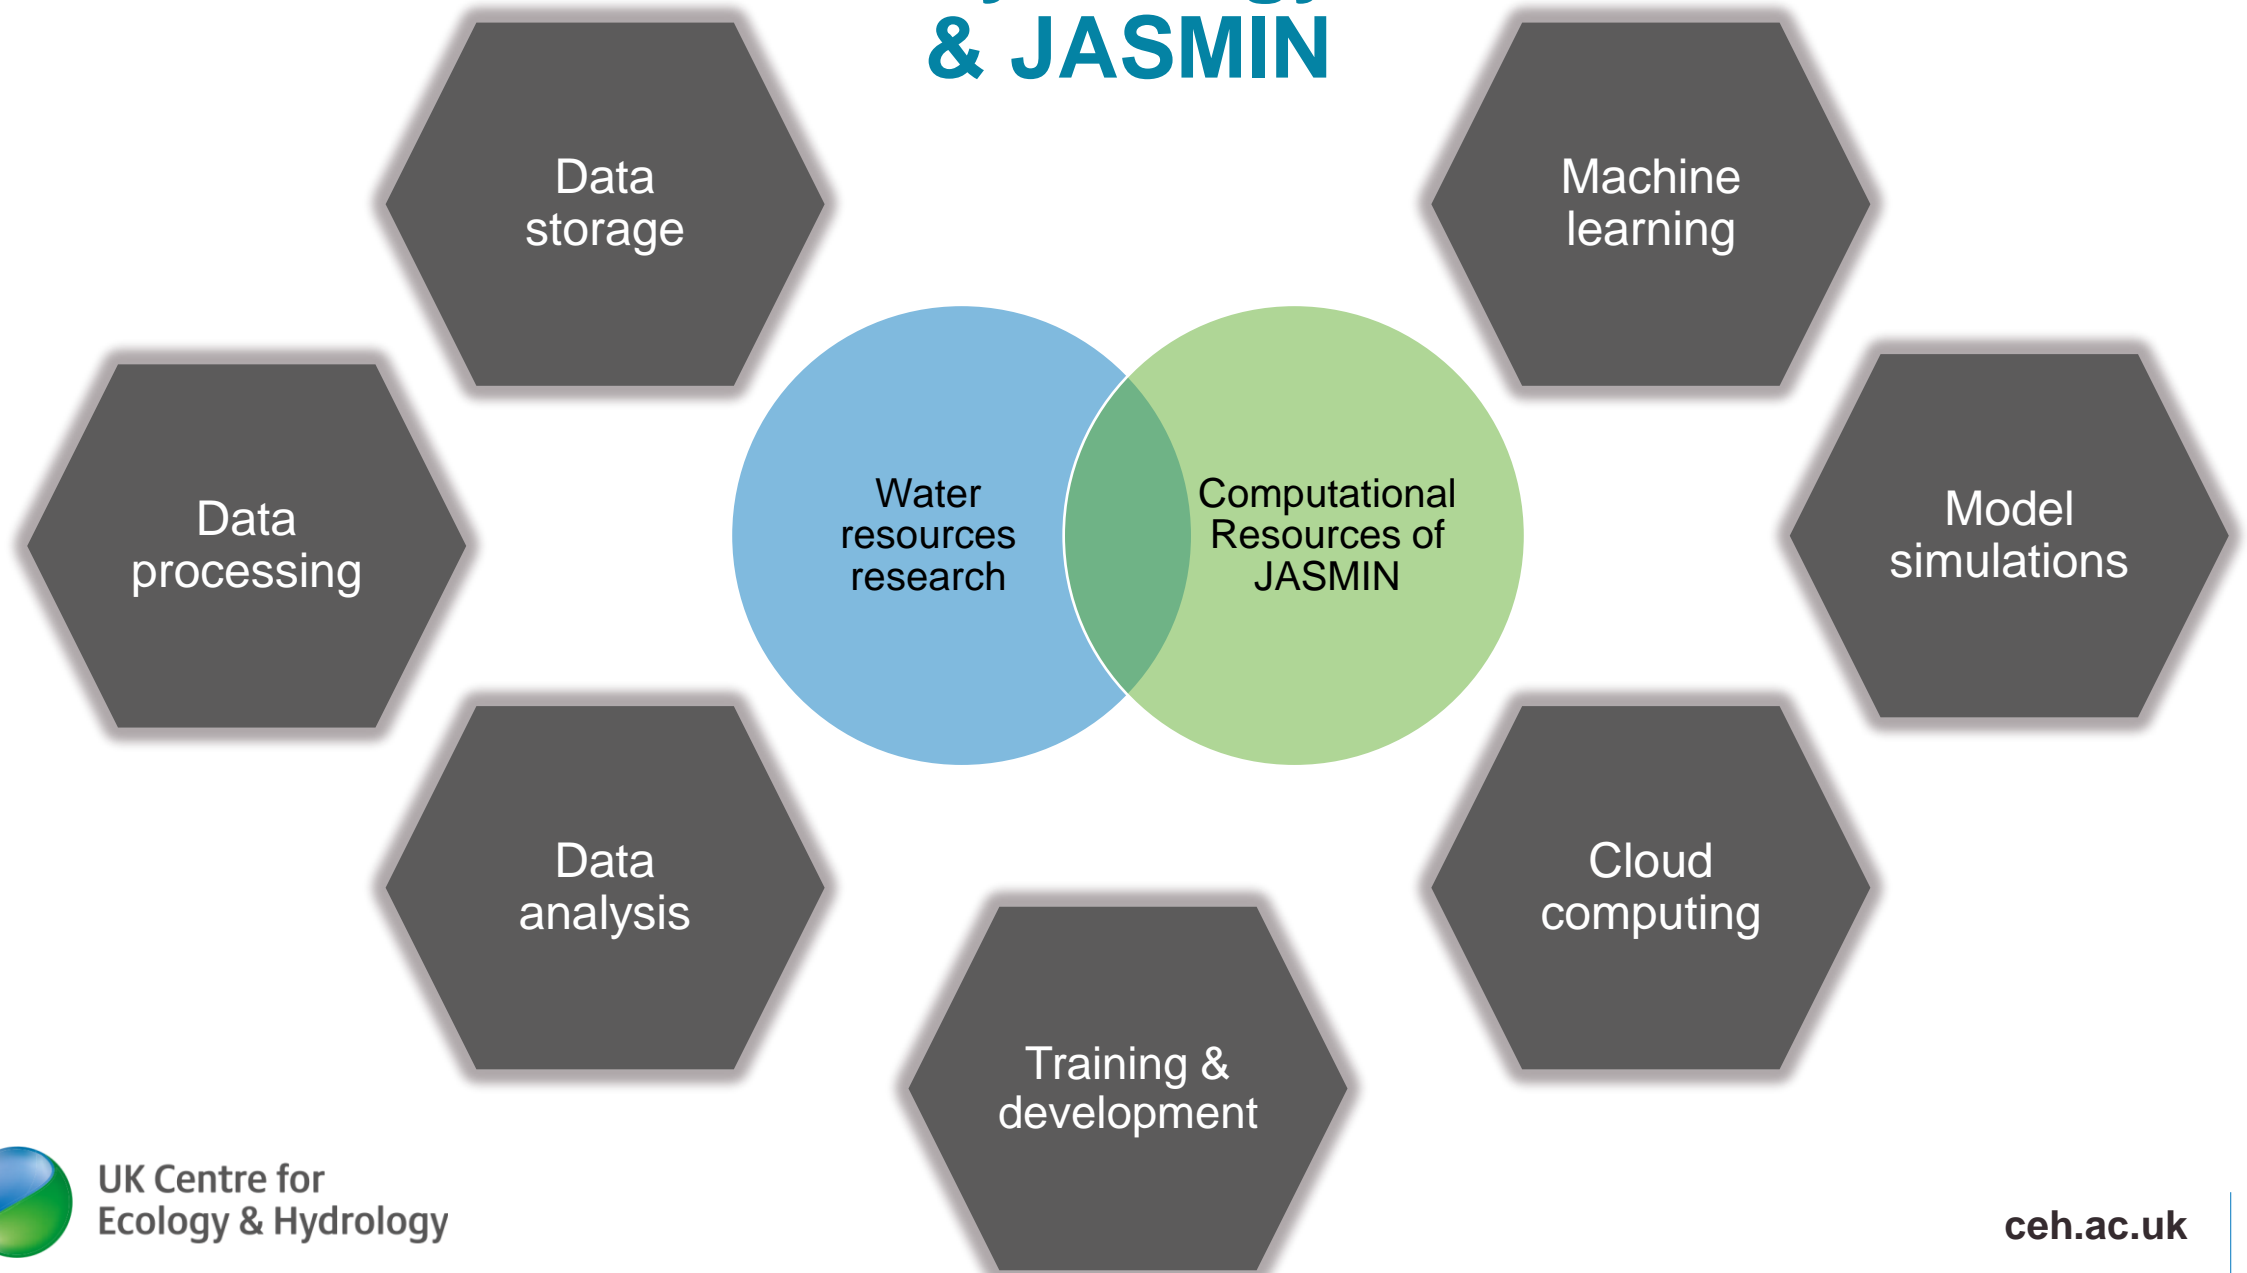 & JASMIN
Data
storage
Machine
learning
Water
resources
research
Computational
Resources of
JASMIN
Data
processing
Model
simulations
Data
analysis
Cloud
computing
Training &
development
UK Centre for
Ecology & Hydrology
ceh.ac.uk